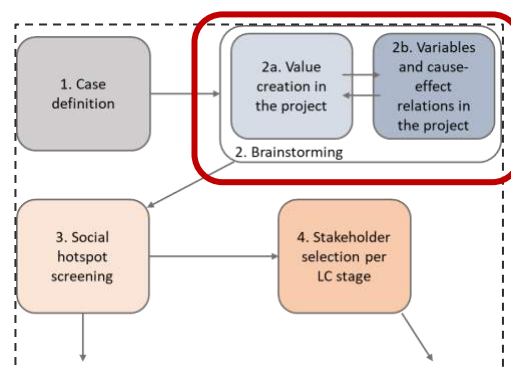 1. Case
definition
2a. Value
creation in
the project
2b. Variables
and cause-
effect
relations in
the project
2. Brainstorming
3. Social
hotspot
screening
4. Stakeholder
selection per
LC stage